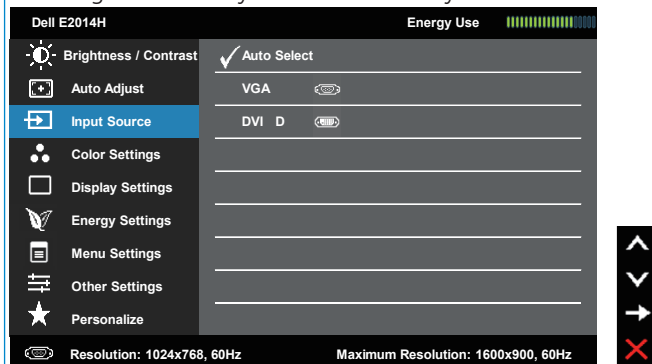 Dell E2014H Energy Use
Brightness / Contrast Auto Select
Auto Adjust VGA
Input Source DVI D
Color Settings
Display Settings
Energy Settings
Menu Settings
Other Settings
Personalize
Resolution: 1024x768, 60Hz Maximum Resolution: 1600x900, 60Hz